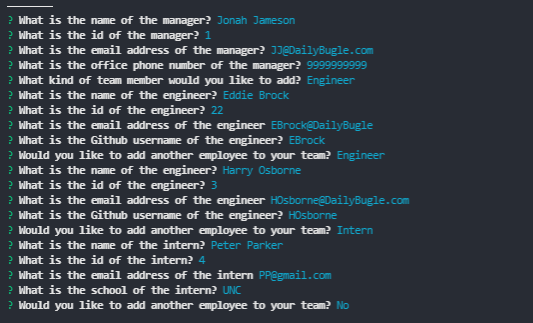 ? What is the name of the manager? Jonah Jameson
? What is the id of the manager? 1
? What is the email address of the manager? JJ@DailyBugle.com
? What is the office phone number of the manager? 9999999999
? What kind of team member would you like to add? Engineer
? What is the name of the engineer? Eddie Brock
? What is the id of the engineer? 22
? What is the email address of the engineer EBrock@DailyBugle
? What is the Github username of the engineer? EBrock
? Would you like to add another employee to your team? Engineer
? What is the name of the engineer? Harry Osborne
? What is the id of the engineer? 3
? What is the email address of the engineer HOsborne@DailyBugle.com
? What is the Github username of the engineer? HOsborne
? Would you like to add another employee to your team? Intern
? What is the name of the intern? Peter Parker
? What is the id of the intern? 4
? What is the email address of the intern PP@gmail.com
? What is the school of the intern? UNC
? Would you like to add another employee to your team? No